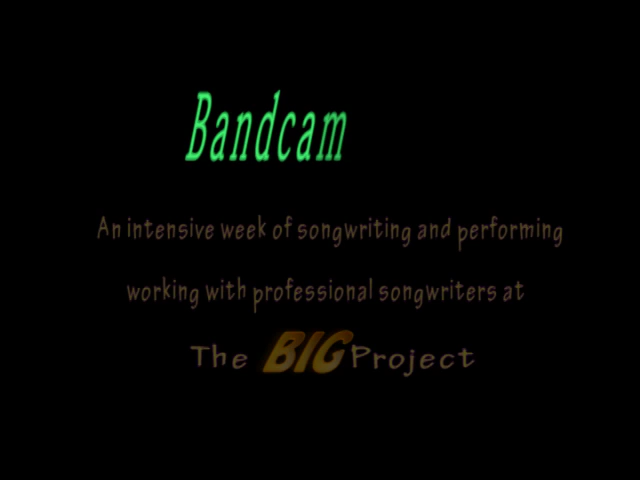 Bandcam
An intensive week of songwriting and performing
working with professional songwriters at
The BIG Project